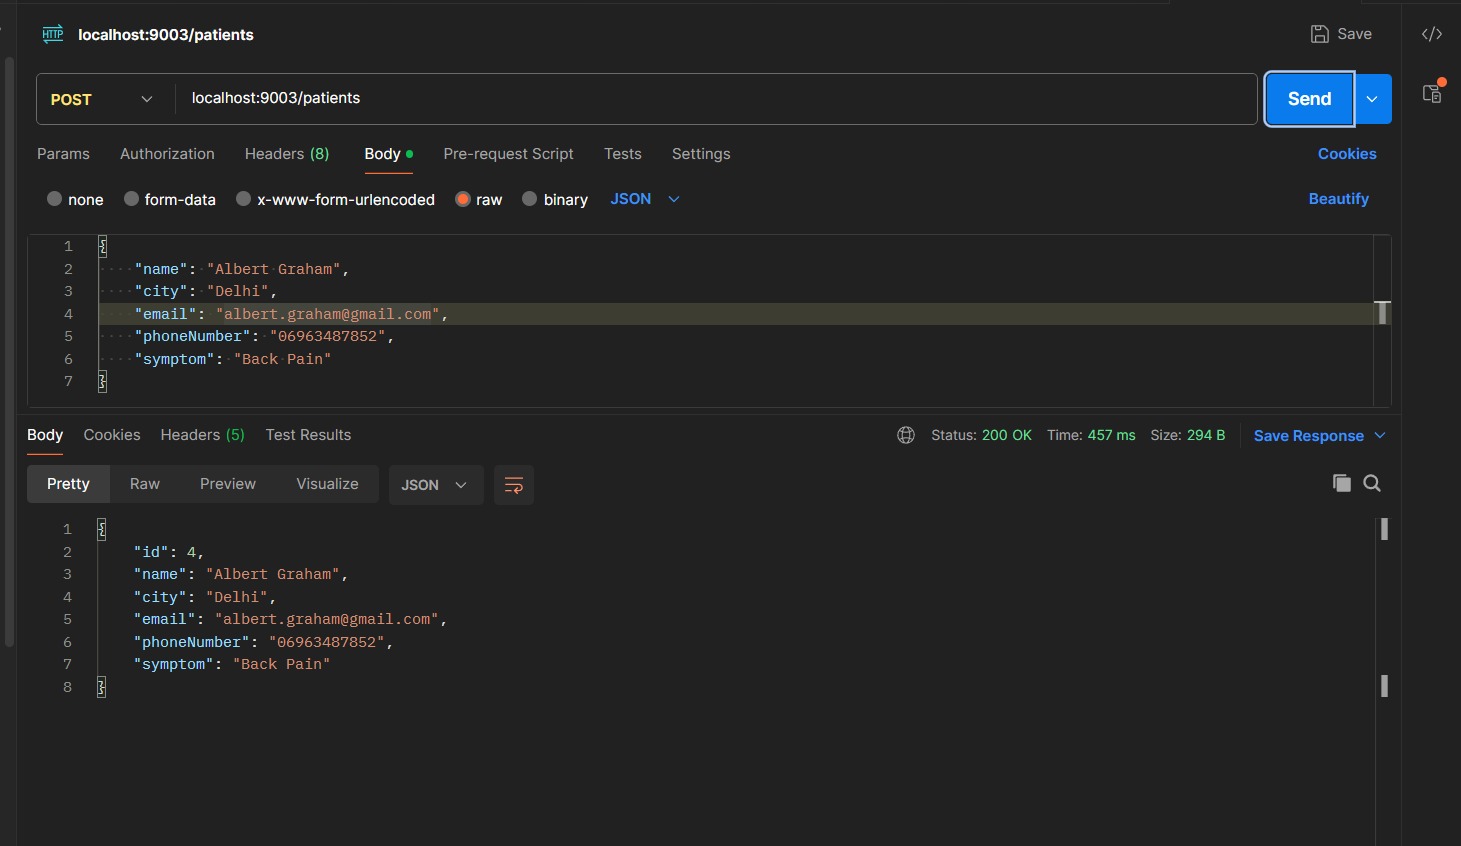 HTTP localhost:9003/patients Save </>
POST localhost:9003/patients Send
Params Authorization Headers (8) Body Pre-request Script Tests Settings Cookies
none form-data x-www-form-urlencoded raw binary JSON Beautify
1 {
2 "name": "Albert Graham",
3 "city": "Delhi",
4 "email": "albert.graham@gmail.com",
5 "phoneNumber": "06963487852",
6 "symptom": "Back Pain"
7 }
Body Cookies Headers (5) Test Results Status: 200 OK Time: 457 ms Size: 294 B Save Response
Pretty Raw Preview Visualize JSON
1 {
2 "id": 4,
3 "name": "Albert Graham",
4 "city": "Delhi",
5 "email": "albert.graham@gmail.com",
6 "phoneNumber": "06963487852",
7 "symptom": "Back Pain"
8 }